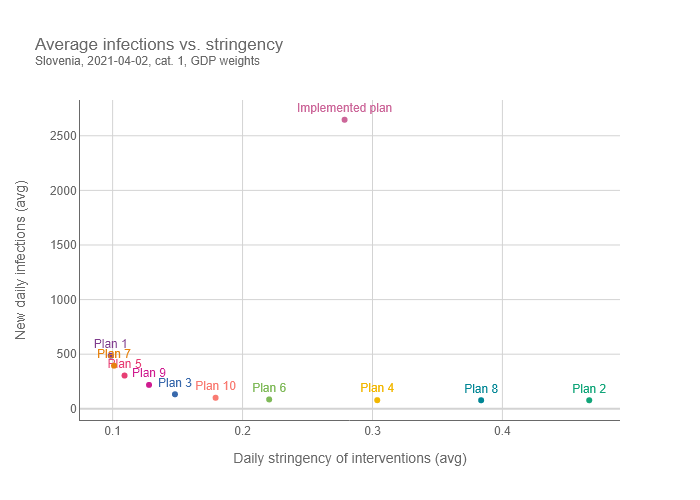 Average infections vs. stringency
Slovenia, 2021-04-02, cat. 1, GDP weights
Implemented plan
2500
2000
1500
1000
500
0
New daily infections (avg)
Plan 1
Plan 7
Plan 5
Plan 9
Plan 3
Plan 10
Plan 6
Plan 4
Plan 8
Plan 2
0.1
0.2
0.3
0.4
Daily stringency of interventions (avg)